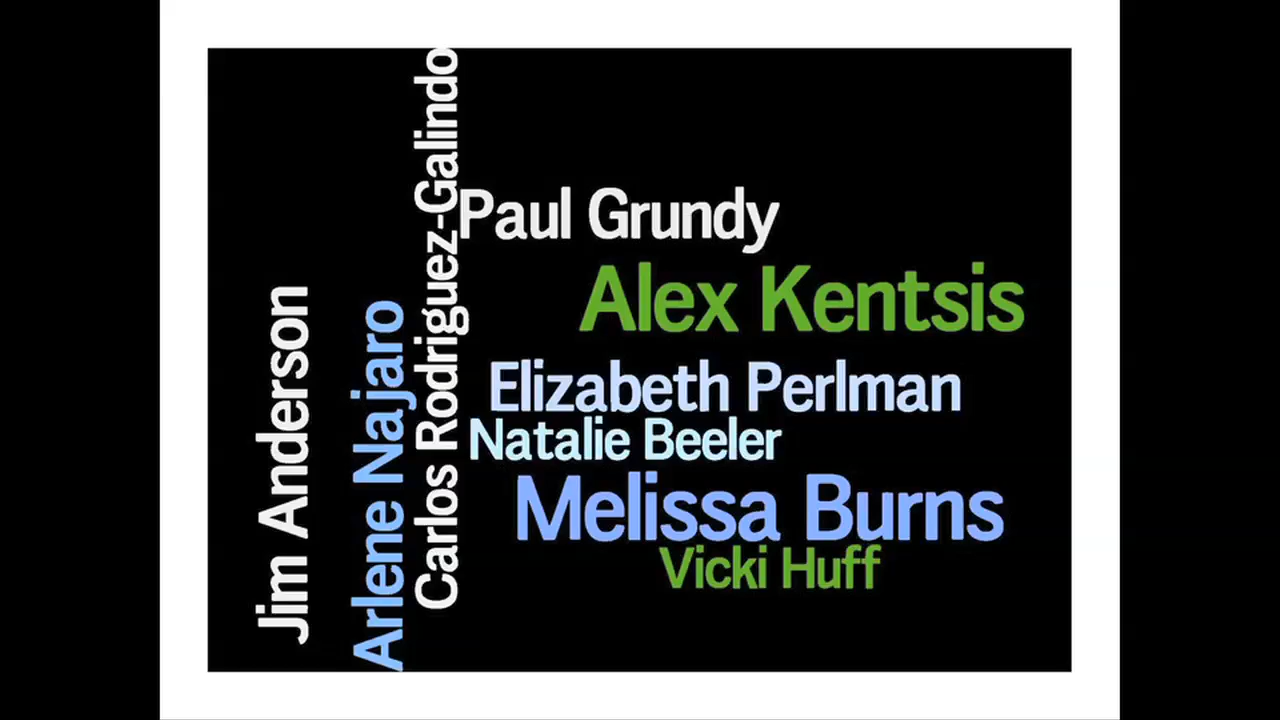 Jim Anderson
Arlene Najaro
Carlos Rodriguez-Galindo
Paul Grundy
Alex Kentsis
Elizabeth Perlman
Natalie Beeler
Melissa Burns
Vicki Huff